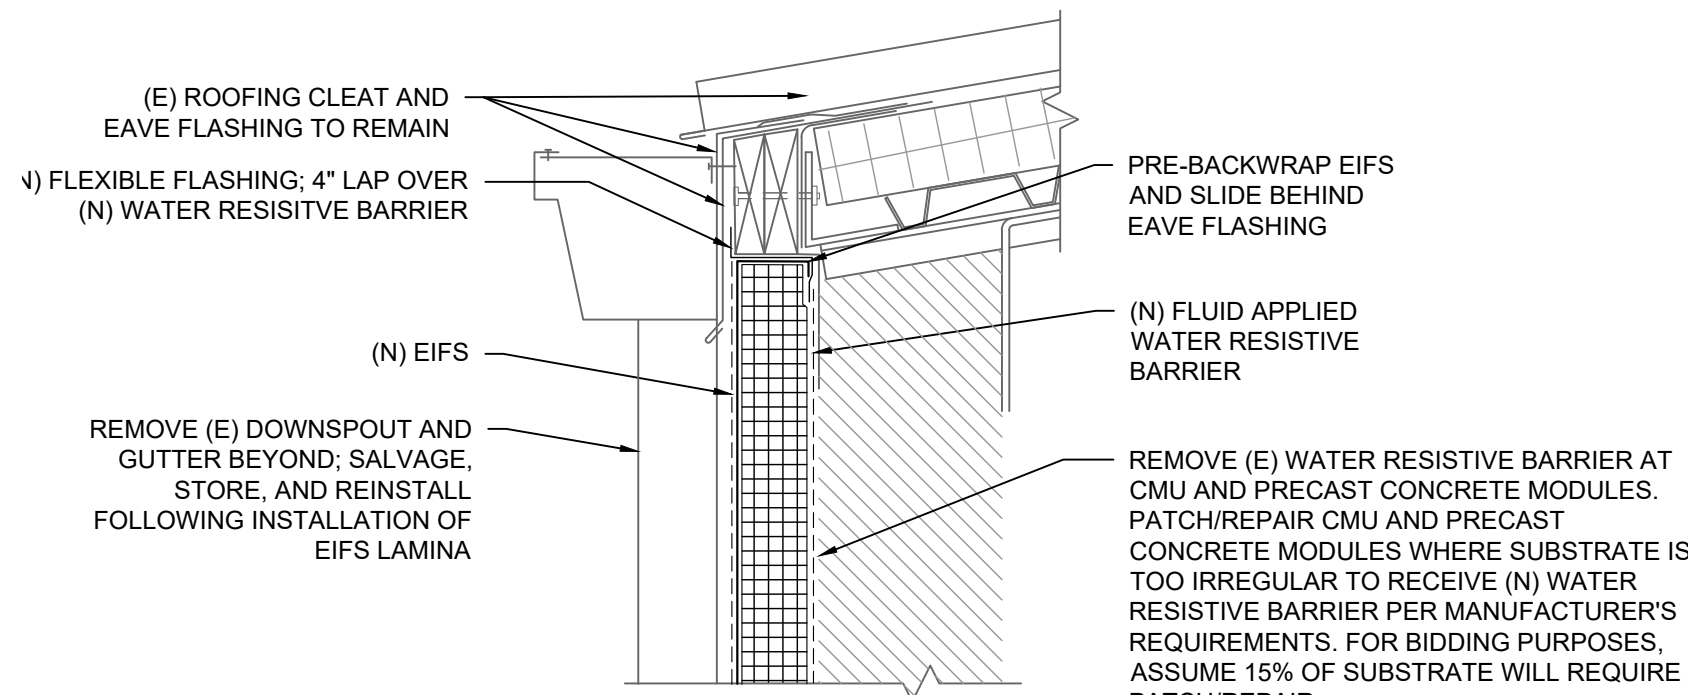 (E) ROOFING CLEAT AND
EAVE FLASHING TO REMAIN
N) FLEXIBLE FLASHING; 4" LAP OVER
(N) WATER RESISITVE BARRIER
(N) EIFS
REMOVE (E) DOWNSPOUT AND
GUTTER BEYOND; SALVAGE,
STORE, AND REINSTALL
FOLLOWING INSTALLATION OF
EIFS LAMINA
PRE-BACKWRAP EIFS
AND SLIDE BEHIND
EAVE FLASHING
(N) FLUID APPLIED
WATER RESISTIVE
BARRIER
REMOVE (E) WATER RESISTIVE BARRIER AT
CMU AND PRECAST CONCRETE MODULES.
PATCH/REPAIR CMU AND PRECAST
CONCRETE MODULES WHERE SUBSTRATE IS
TOO IRREGULAR TO RECEIVE (N) WATER
RESISTIVE BARRIER PER MANUFACTURER'S
REQUIREMENTS. FOR BIDDING PURPOSES,
ASSUME 15% OF SUBSTRATE WILL REQUIRE
PATCH/REPAIR